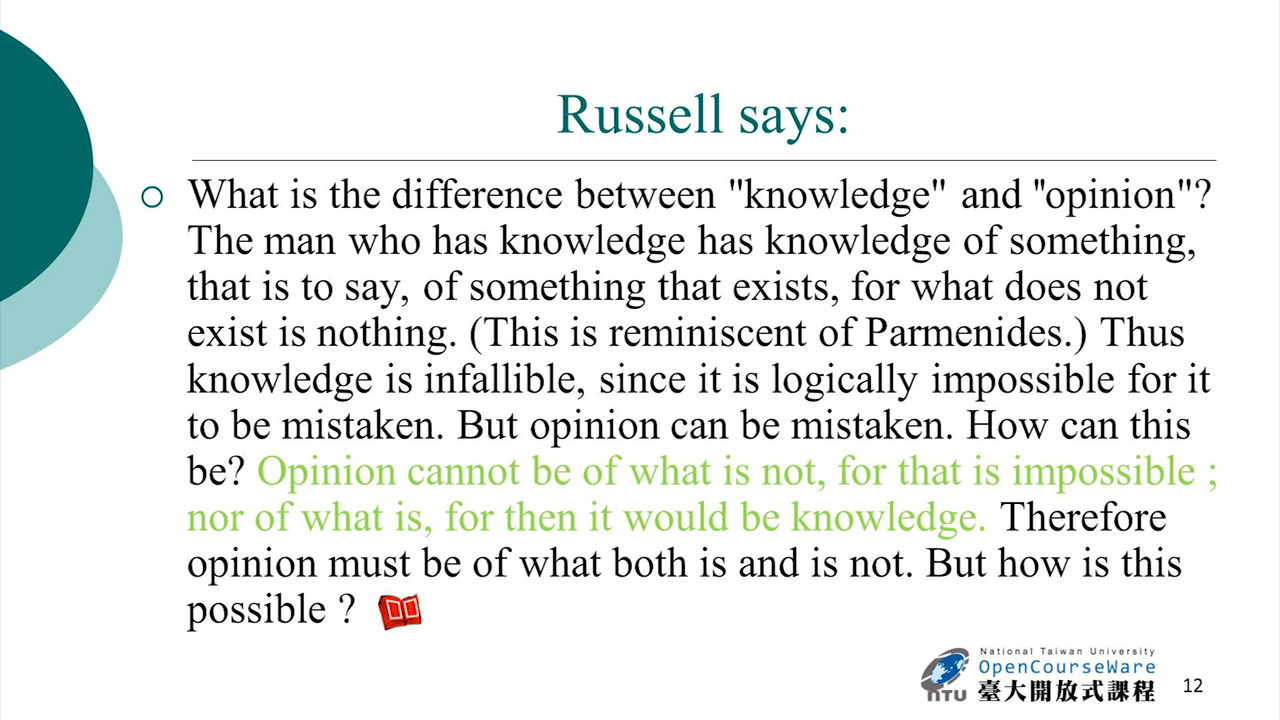 Russell says:
What is the difference between "knowledge" and "opinion"?
The man who has knowledge has knowledge of something,
that is to say, of something that exists, for what does not
exist is nothing. (This is reminiscent of Parmenides.) Thus
knowledge is infallible, since it is logically impossible for it
to be mistaken. But opinion can be mistaken. How can this
be? Opinion cannot be of what is not, for that is impossible ;
nor of what is, for then it would be knowledge. Therefore
opinion must be of what both is and is not. But how is this
possible ?
National Taiwan University
OpenCourseWare
NTU 臺大開放式課程
12